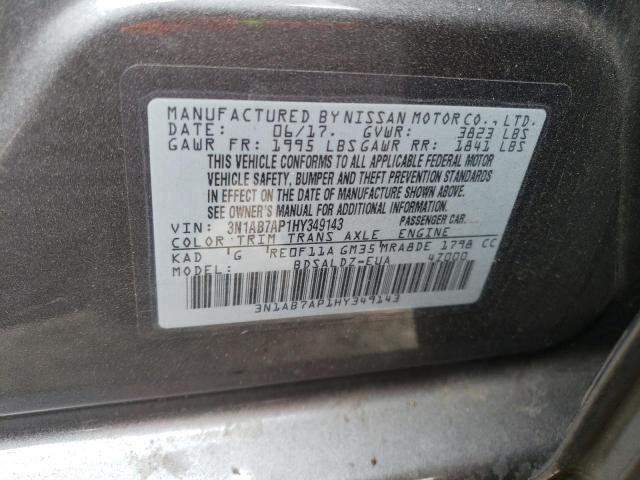 MANUFACTURED BY NISSAN MOTOR CO., LTD.
DATE: 06/17. GVWR: 3823 LBS
GAWR FR: 1995 LBS GAWR RR: 1841 LBS
THIS VEHICLE CONFORMS TO ALL APPLICABLE FEDERAL MOTOR
VEHICLE SAFETY, BUMPER AND THEFT PREVENTION STANDARDS
IN EFFECT ON THE DATE OF MANUFACTURE SHOWN ABOVE.
SEE OWNER'S MANUAL FOR ADDITIONAL INFORMATION.
VIN: 3N1AB7AP1HY349143 PASSENGER CAR
COLOR TRIM TRANS AXLE ENGINE
KAD G RE0F11A GM35 MRA8DE 1798 CC
MODEL: BDSALDZ-EUA 47000
3N1AB7AP1HY349143